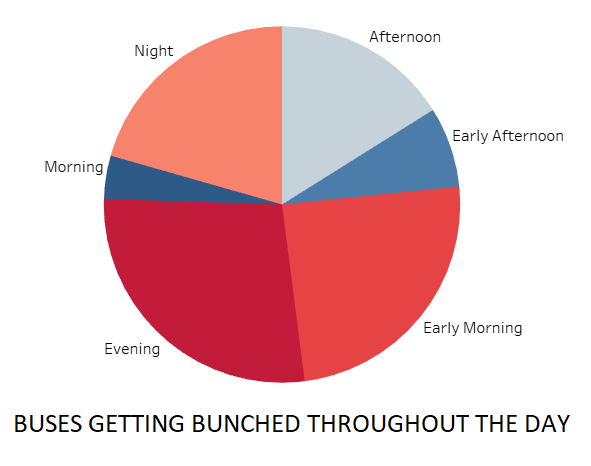 Afternoon
Night
Early Afternoon
Morning
Early Morning
Evening
BUSES GETTING BUNCHED THROUGHOUT THE DAY